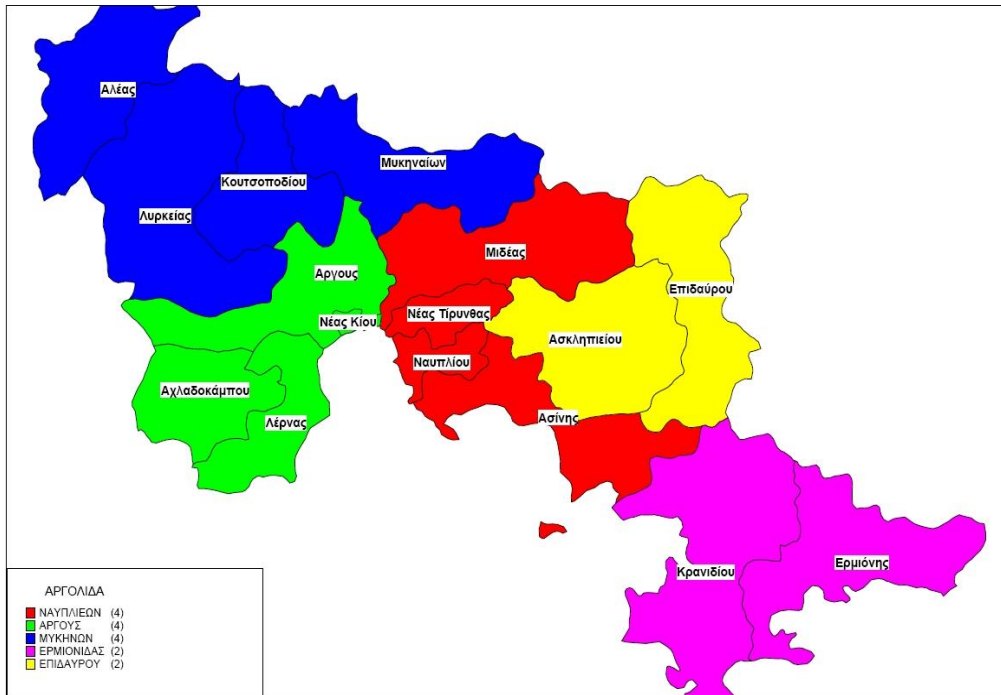 Αλέας
Μυκηναίων
Κουτσοποδίου
Λυρκείας
Μιδέας
Αργους
Επιδαύρου
Νέας Τίρυνθας
Νέας Κίου
Ασκληπιείου
Ναυπλίου
Αχλαδοκάμπου
Ασίνης
Λέρνας
Ερμιόνης
Κρανιδίου
ΑΡΓΟΛΙΔΑ
ΝΑΥΠΛΙΕΩΝ (4)
ΑΡΓΟΥΣ (4)
ΜΥΚΗΝΩΝ (4)
ΕΡΜΙΟΝΙΔΑΣ (2)
ΕΠΙΔΑΥΡΟΥ (2)